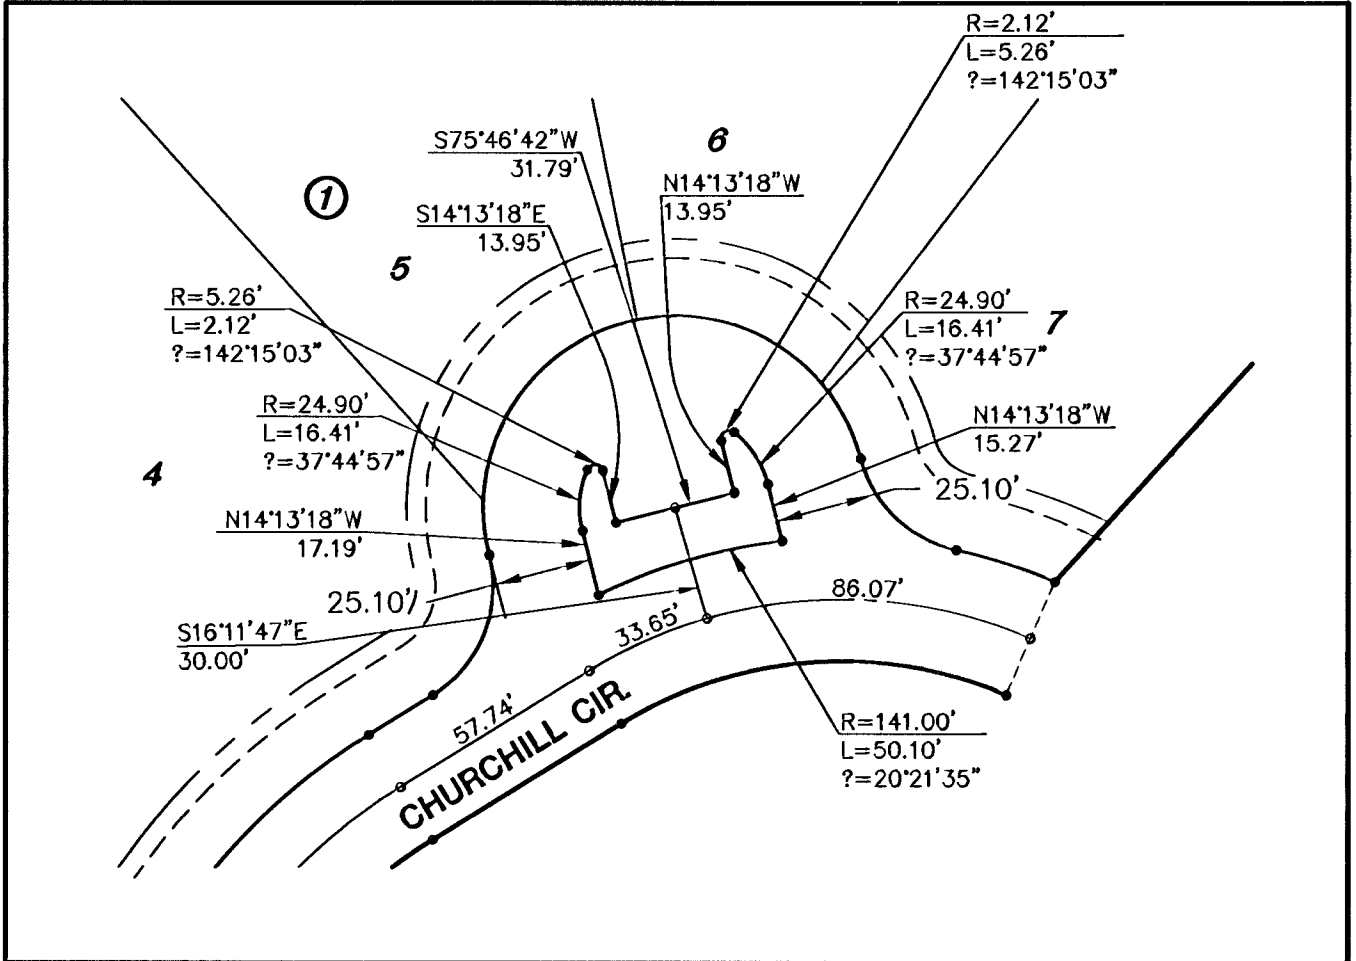 R=2.12'
L=5.26'
?=142°15'03"
S75°46'42"W
31.79'
6
N14°13'18"W
13.95'
1
S14°13'18"E
13.95'
5
R=5.26'
L=2.12'
?=142°15'03"
R=24.90'
L=16.41'
?=37°44'57"
7
R=24.90'
L=16.41'
?=37°44'57"
N14°13'18"W
15.27'
4
25.10'
N14°13'18"W
17.19'
25.10'
86.07'
S16°11'47"E
30.00'
33.65'
57.74'
CHURCHILL CIR.
R=141.00'
L=50.10'
?=20°21'35"